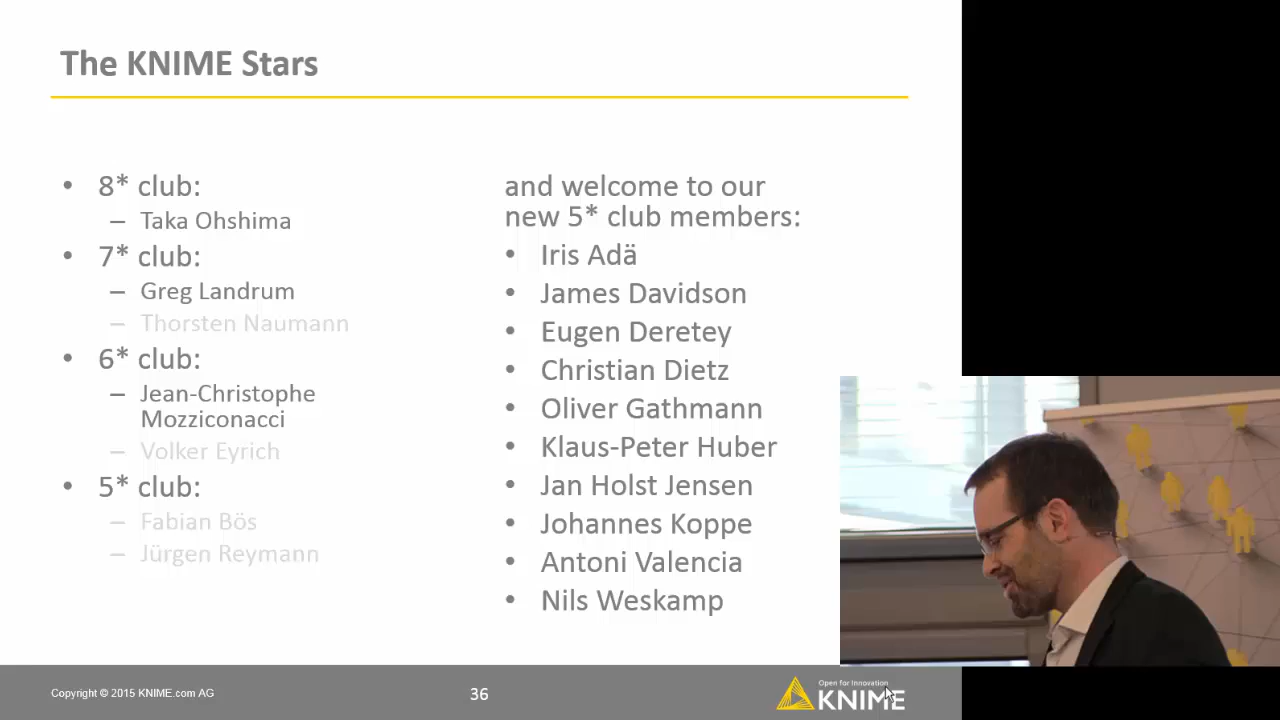 The KNIME Stars
• 8* club:
– Taka Ohshima
• 7* club:
– Greg Landrum
– Thorsten Naumann
• 6* club:
– Jean-Christophe
Mozziconacci
– Volker Eyrich
• 5* club:
– Fabian Bös
– Jürgen Reymann
and welcome to our
new 5* club members:
• Iris Adä
• James Davidson
• Eugen Deretey
• Christian Dietz
• Oliver Gathmann
• Klaus-Peter Huber
• Jan Holst Jensen
• Johannes Koppe
• Antoni Valencia
• Nils Weskamp
Copyright © 2015 KNIME.com AG
36
Open for Innovation
KNIME